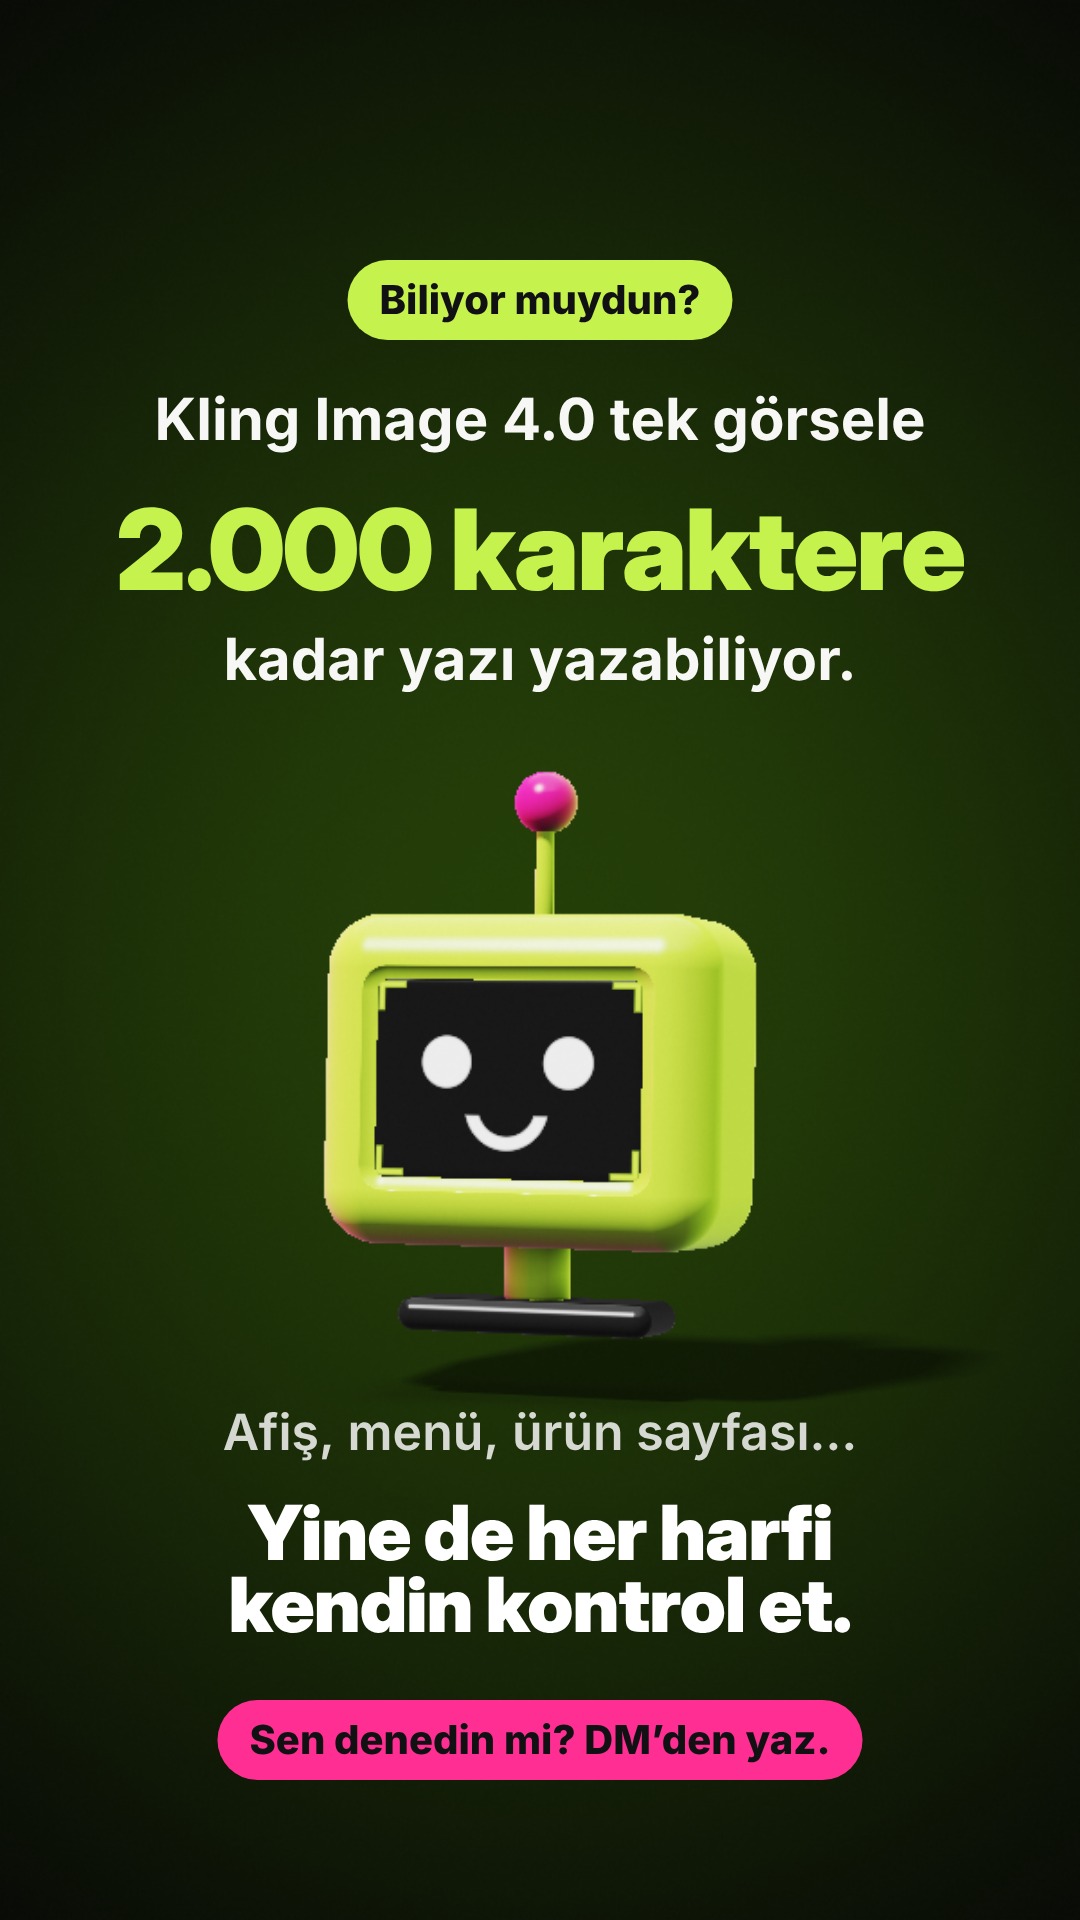 Biliyor muydun?
Kling Image 4.0 tek görsele
2.000 karaktere
kadar yazı yazabiliyor.
Afiş, menü, ürün sayfası…
Yine de her harfi
kendin kontrol et.
Sen denedin mi? DM’den yaz.